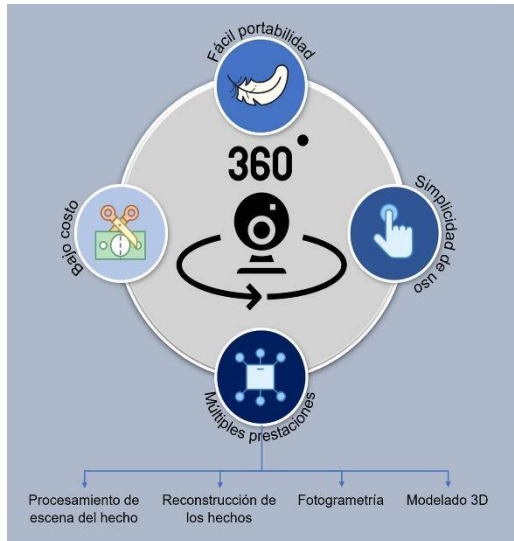 Fácil portabilidad
360°
Bajo costo
Simplicidad de uso
Múltiples prestaciones
Procesamiento de
escena del hecho
Reconstrucción de
los hechos
Fotogrametría
Modelado 3D